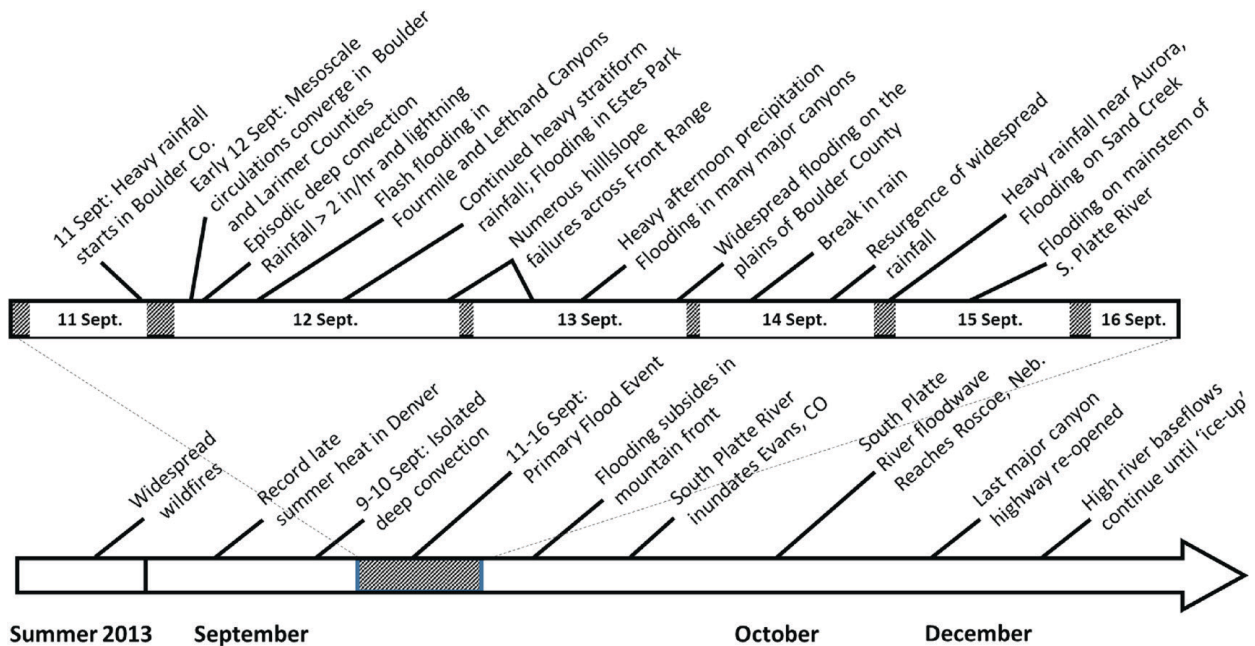 11 Sept: Heavy rainfall
starts in Boulder Co.
Early 12 Sept: Mesoscale
circulations converge in Boulder
and Larimer Counties
Episodic deep convection
Rainfall > 2 in/hr and lightning
Flash flooding in
Fourmile and Lefthand Canyons
Continued heavy stratiform
rainfall; Flooding in Estes Park
Numerous hilllslope
failures across Front Range
Heavy afternoon precipitation
Flooding in many major canyons
Widespread flooding on the
plains of Boulder County
Break in rain
Resurgence of widespread
rainfall
Heavy rainfall near Aurora,
Flooding on Sand Creek
Flooding on mainstem of
S. Platte River
11 Sept.
12 Sept.
13 Sept.
14 Sept.
15 Sept.
16 Sept.
Widespread
wildfires
Record late
summer heat in Denver
9-10 Sept: Isolated
deep convection
11-16 Sept:
Primary Flood Event
Flooding subsides in
mountain front
South Platte River
inundates Evans, CO
South Platte
River floodwave
Reaches Roscoe, Neb.
Last major canyon
highway re-opened
High river baseflows
continue until ‘ice-up’
Summer 2013
September
October
December